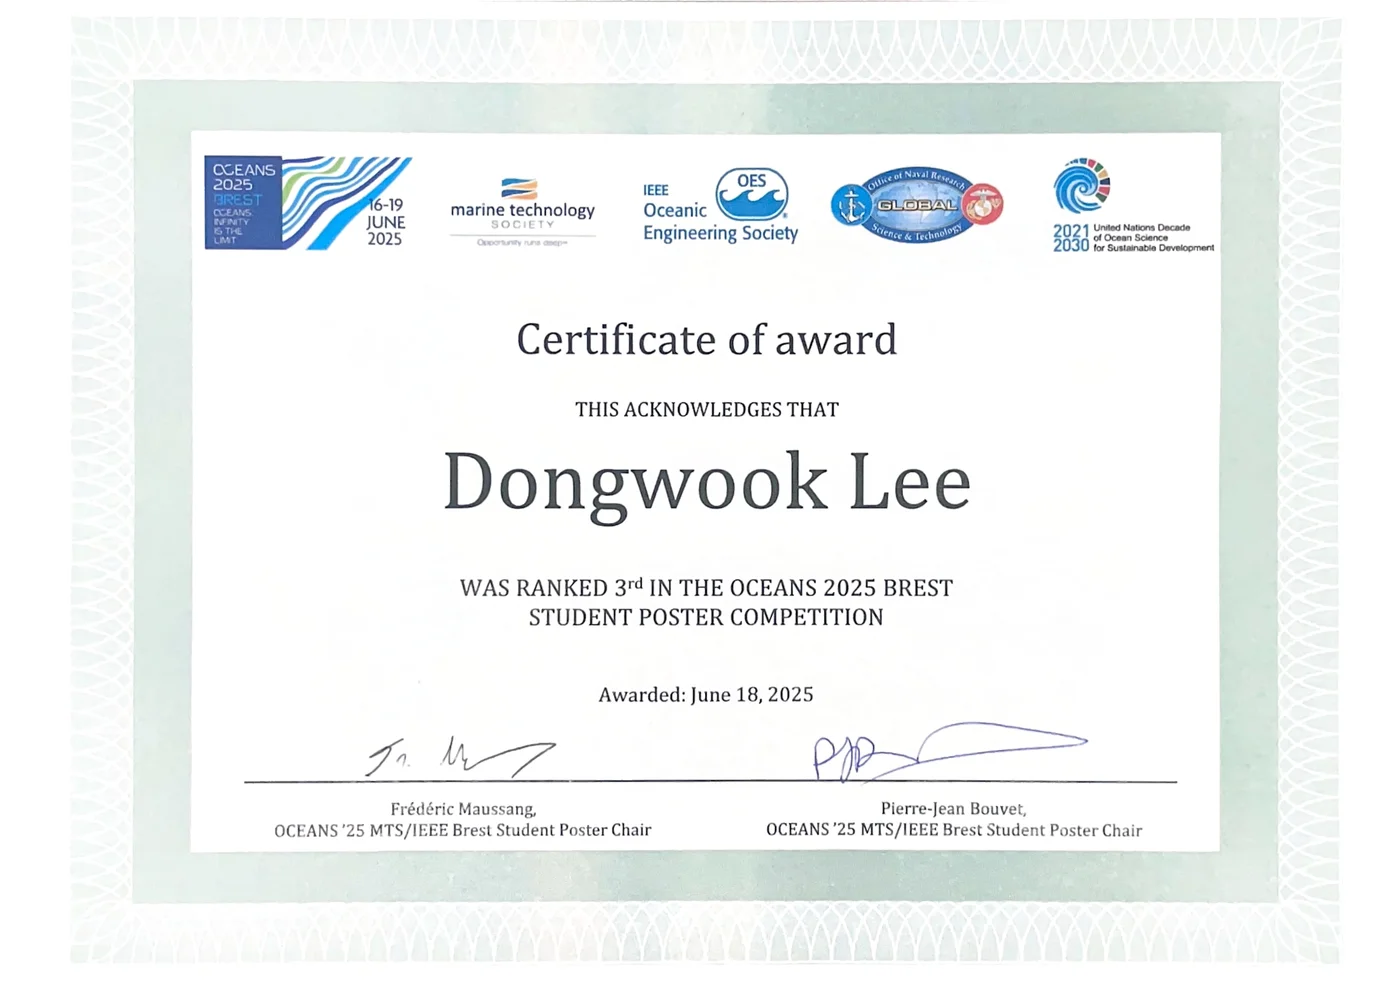 OCEANS
2025
BREST
OCEANS:
INFINITY
IS THE
LIMIT
16-19
JUNE
2025
marine technology
SOCIETY
Opportunity runs deep™
IEEE
Oceanic
Engineering Society
OES
Office of Naval Research
GLOBAL
Science & Technology
2021
2030
United Nations Decade
of Ocean Science
for Sustainable Development
Certificate of award
THIS ACKNOWLEDGES THAT
Dongwook Lee
WAS RANKED 3rd IN THE OCEANS 2025 BREST
STUDENT POSTER COMPETITION
Awarded: June 18, 2025
Frédéric Maussang,
OCEANS '25 MTS/IEEE Brest Student Poster Chair
Pierre-Jean Bouvet,
OCEANS '25 MTS/IEEE Brest Student Poster Chair